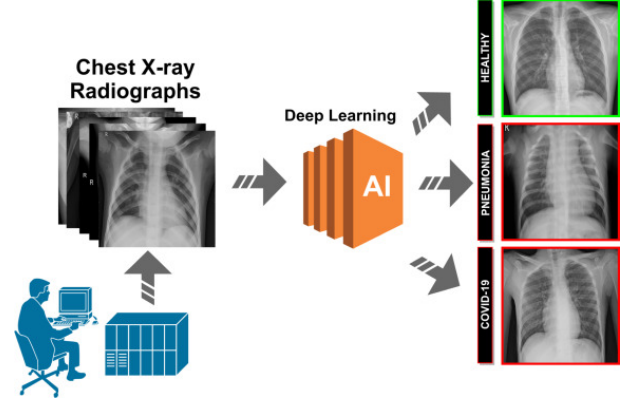 Chest X-ray
Radiographs
Deep Learning
AI
HEALTHY
PNEUMONIA
COVID-19
R
R
R